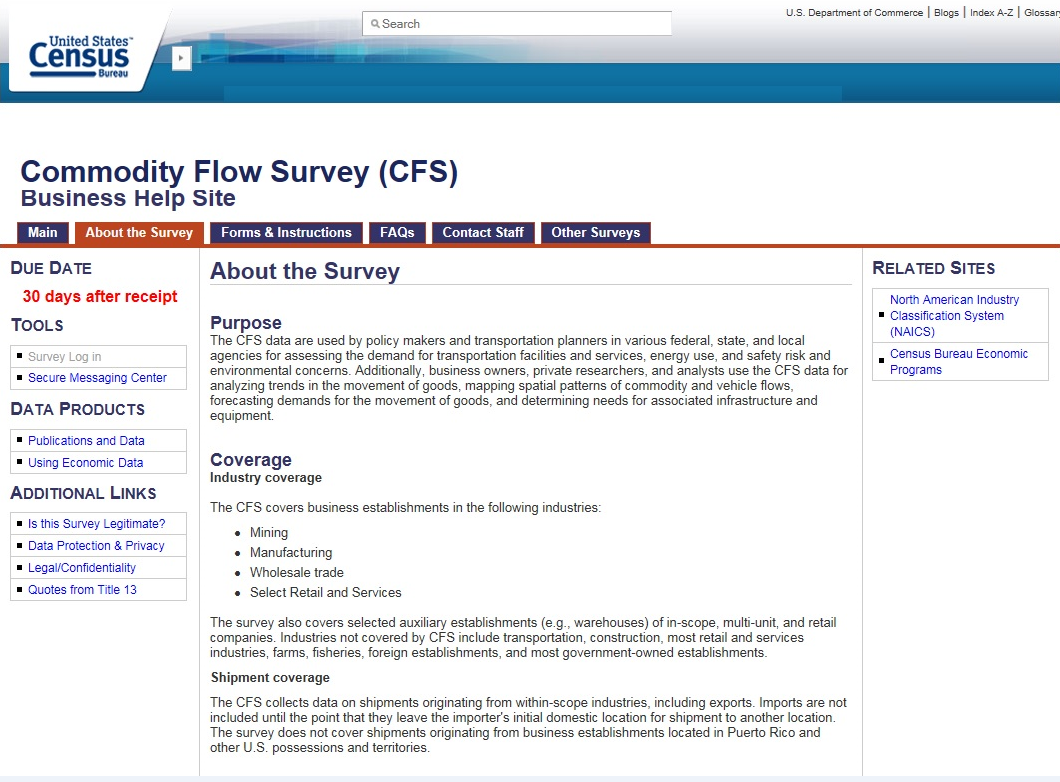 U.S. Department of Commerce | Blogs | Index A-Z | Glossary
Search
United States™
Census
Bureau
Commodity Flow Survey (CFS)
Business Help Site
Main
About the Survey
Forms & Instructions
FAQs
Contact Staff
Other Surveys
DUE DATE
30 days after receipt
TOOLS
Survey Log in
Secure Messaging Center
DATA PRODUCTS
Publications and Data
Using Economic Data
ADDITIONAL LINKS
Is this Survey Legitimate?
Data Protection & Privacy
Legal/Confidentiality
Quotes from Title 13
About the Survey
Purpose
The CFS data are used by policy makers and transportation planners in various federal, state, and local
agencies for assessing the demand for transportation facilities and services, energy use, and safety risk and
environmental concerns. Additionally, business owners, private researchers, and analysts use the CFS data for
analyzing trends in the movement of goods, mapping spatial patterns of commodity and vehicle flows,
forecasting demands for the movement of goods, and determining needs for associated infrastructure and
equipment.
Coverage
Industry coverage
The CFS covers business establishments in the following industries:
• Mining
• Manufacturing
• Wholesale trade
• Select Retail and Services
The survey also covers selected auxiliary establishments (e.g., warehouses) of in-scope, multi-unit, and retail
companies. Industries not covered by CFS include transportation, construction, most retail and services
industries, farms, fisheries, foreign establishments, and most government-owned establishments.
Shipment coverage
The CFS collects data on shipments originating from within-scope industries, including exports. Imports are not
included until the point that they leave the importer's initial domestic location for shipment to another location.
The survey does not cover shipments originating from business establishments located in Puerto Rico and
other U.S. possessions and territories.
RELATED SITES
North American Industry
Classification System
(NAICS)
Census Bureau Economic
Programs